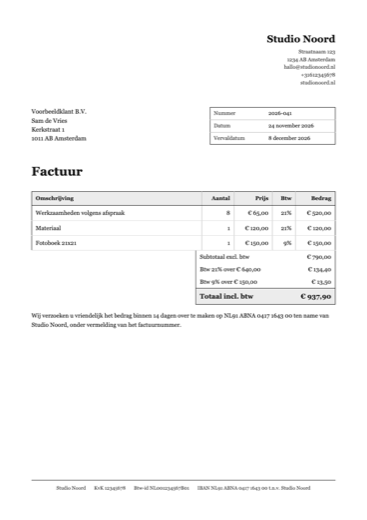 Studio Noord
Straatnaam 123
1234 AB Amsterdam
hallo@studionoord.nl
+31612345678
studionoord.nl
Voorbeeldklant B.V.
Sam de Vries
Kerkstraat 1
1011 AB Amsterdam
Nummer 2026-041
Datum 24 november 2026
Vervaldatum 8 december 2026
Factuur
Omschrijving Aantal Prijs Btw Bedrag
Werkzaamheden volgens afspraak 8 € 65,00 21% € 520,00
Materiaal 1 € 120,00 21% € 120,00
Fotoboek 21x21 1 € 150,00 9% € 150,00
Subtotaal excl. btw € 790,00
Btw 21% over € 640,00 € 134,40
Btw 9% over € 150,00 € 13,50
Totaal incl. btw € 937,90
Wij verzoeken u vriendelijk het bedrag binnen 14 dagen over te maken op NL91 ABNA 0417 1643 00 ten name van
Studio Noord, onder vermelding van het factuurnummer.
Studio Noord KvK 12345678 Btw-id NL001234567B01 IBAN NL91 ABNA 0417 1643 00 t.n.v. Studio Noord